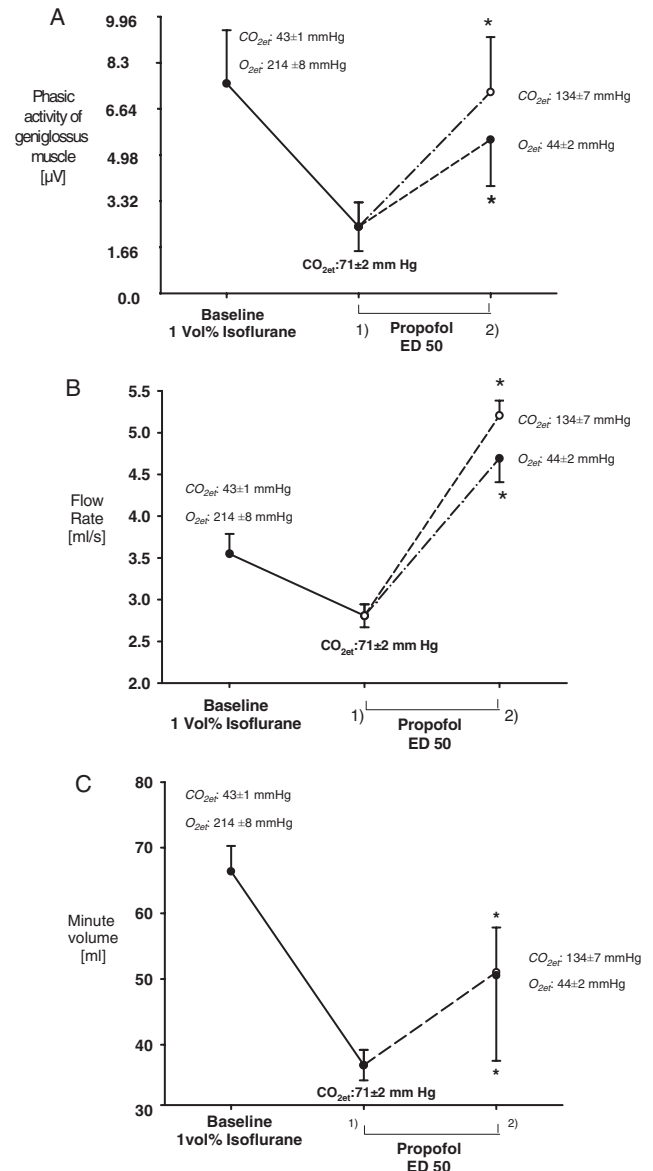 A
9.96
8.3
6.64
4.98
3.32
1.66
0.0
Phasic
activity of
geniglossus
muscle
[µV]
CO2et: 43±1 mmHg
O2et: 214 ±8 mmHg
*
CO2et: 134±7 mmHg
O2et: 44±2 mmHg
*
CO2et:71±2 mm Hg
Baseline
1 Vol% Isoflurane
1) Propofol 2)
ED 50
B
5.5
5.0
4.5
4.0
3.5
3.0
2.5
2.0
Flow
Rate
[ml/s]
CO2et: 43±1 mmHg
O2et: 214 ±8 mmHg
*
CO2et: 134±7 mmHg
O2et: 44±2 mmHg
*
CO2et:71±2 mm Hg
Baseline
1 Vol% Isoflurane
1) Propofol 2)
ED 50
C
80
70
60
50
40
30
Minute
volume
[ml]
CO2et: 43±1 mmHg
O2et: 214 ±8 mmHg
*
CO2et: 134±7 mmHg
O2et: 44±2 mmHg
*
CO2et:71±2 mm Hg
Baseline
1vol% Isoflurane
1) Propofol 2)
ED 50